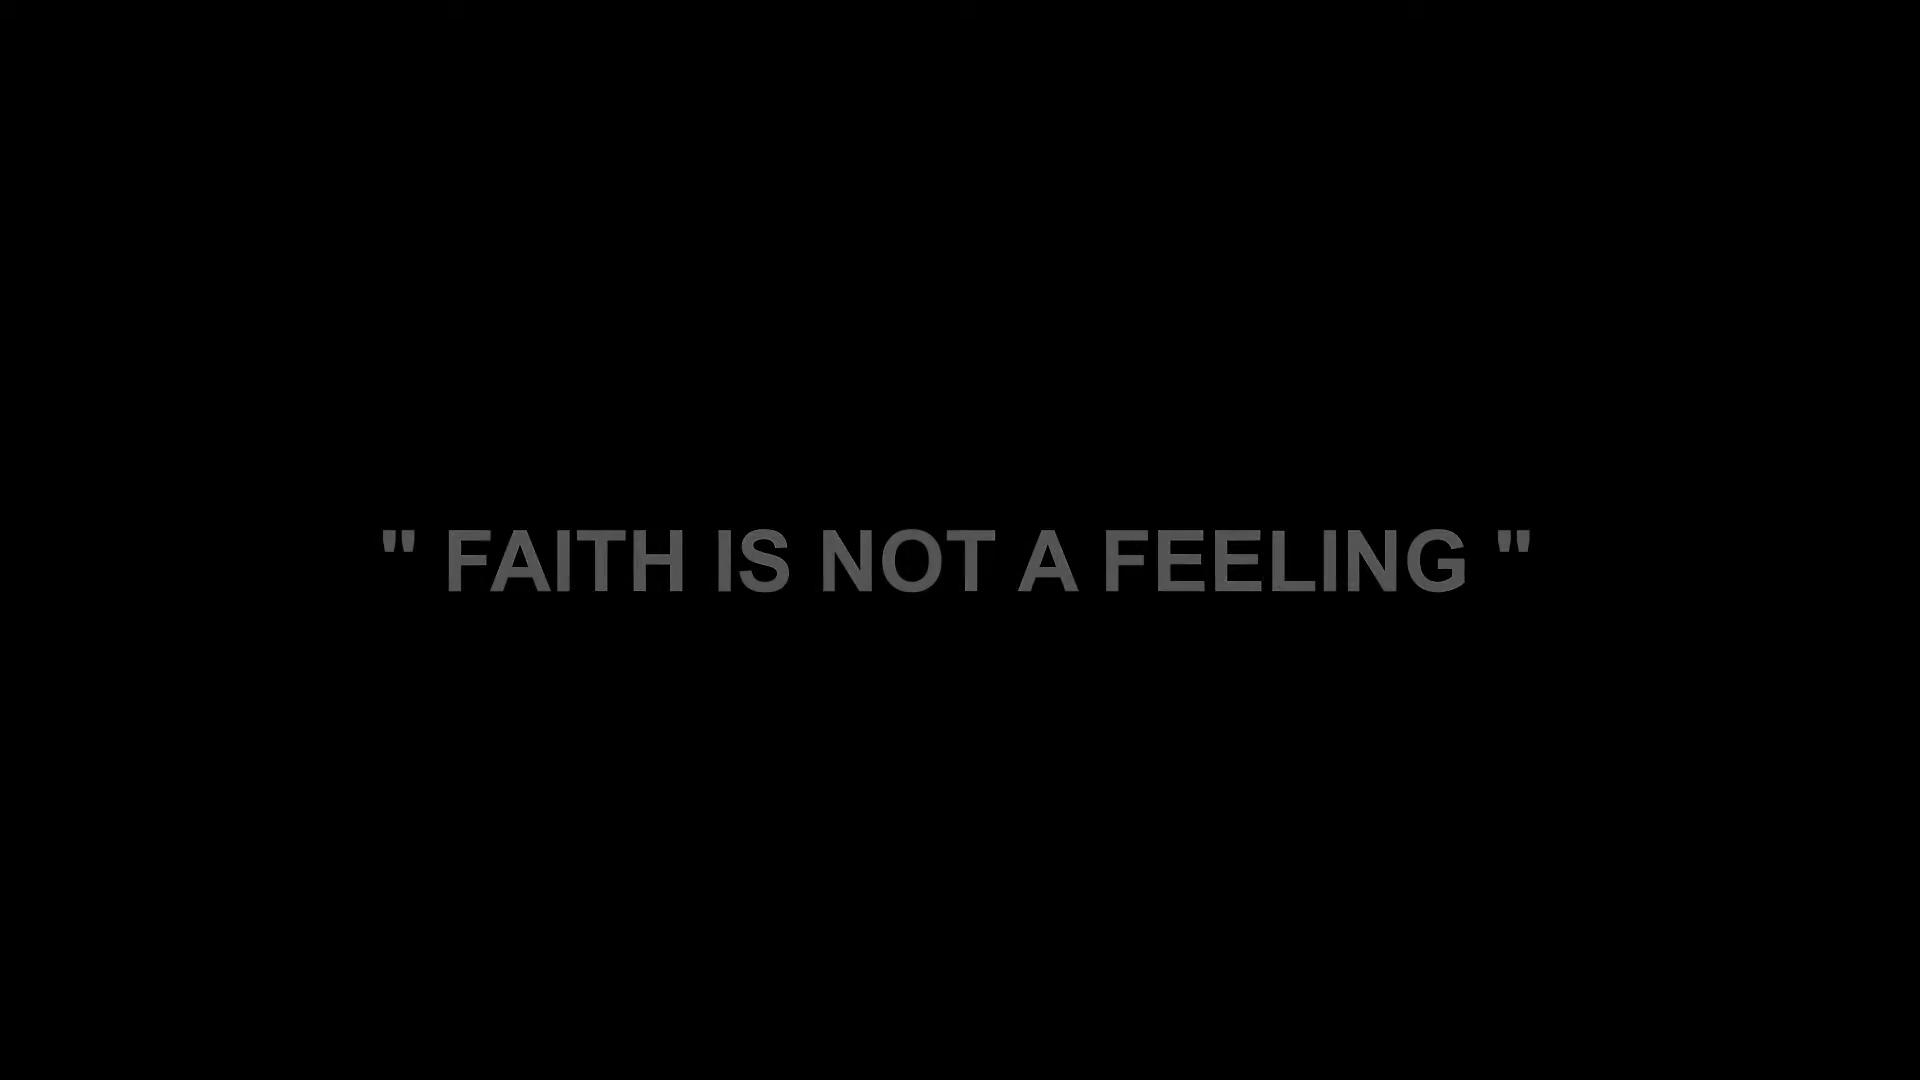 " FAITH IS NOT A FEELING "